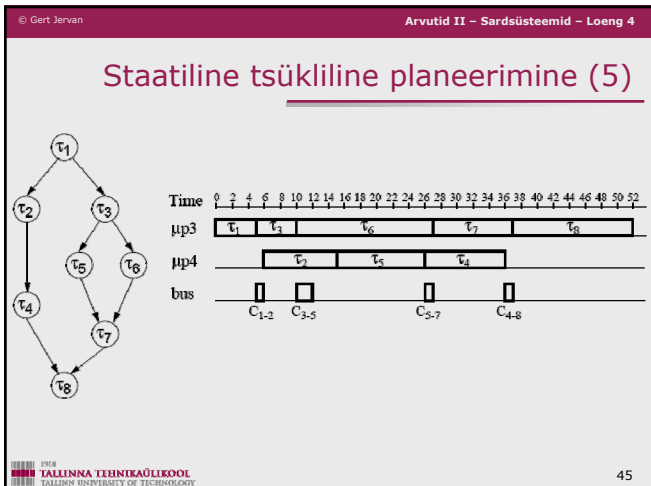 © Gert Jervan
Arvutid II – Sardsüsteemid – Loeng 4
Staatiline tsükliline planeerimine (5)
τ1
τ2
τ3
τ5
τ6
τ4
τ7
τ8
Time 0 2 4 6 8 10 12 14 16 18 20 22 24 26 28 30 32 34 36 38 40 42 44 46 48 50 52
μp3 τ1 τ3 τ6 τ7 τ8
μp4 τ2 τ5 τ4
bus
C1-2 C3-5 C5-7 C4-8
1918
TALLINNA TEHNIKAÜLIKOOL
TALLINN UNIVERSITY OF TECHNOLOGY
45